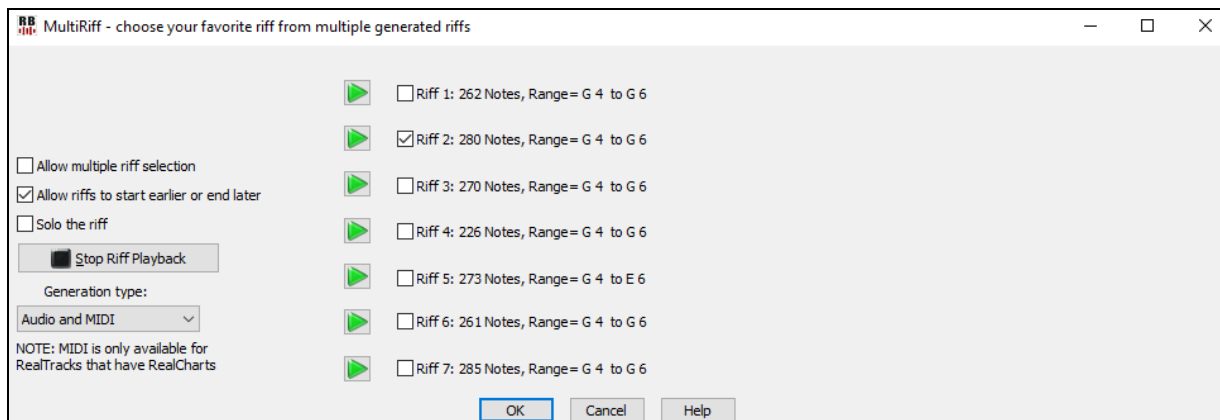 RB MultiRiff - choose your favorite riff from multiple generated riffs
Riff 1: 262 Notes, Range= G 4 to G 6
Riff 2: 280 Notes, Range= G 4 to G 6
Allow multiple riff selection
Riff 3: 270 Notes, Range= G 4 to G 6
Allow riffs to start earlier or end later
Solo the riff
Riff 4: 226 Notes, Range= G 4 to G 6
Stop Riff Playback
Riff 5: 273 Notes, Range= G 4 to E 6
Generation type:
Audio and MIDI
Riff 6: 261 Notes, Range= G 4 to G 6
NOTE: MIDI is only available for
RealTracks that have RealCharts
Riff 7: 285 Notes, Range= G 4 to G 6
OK Cancel Help